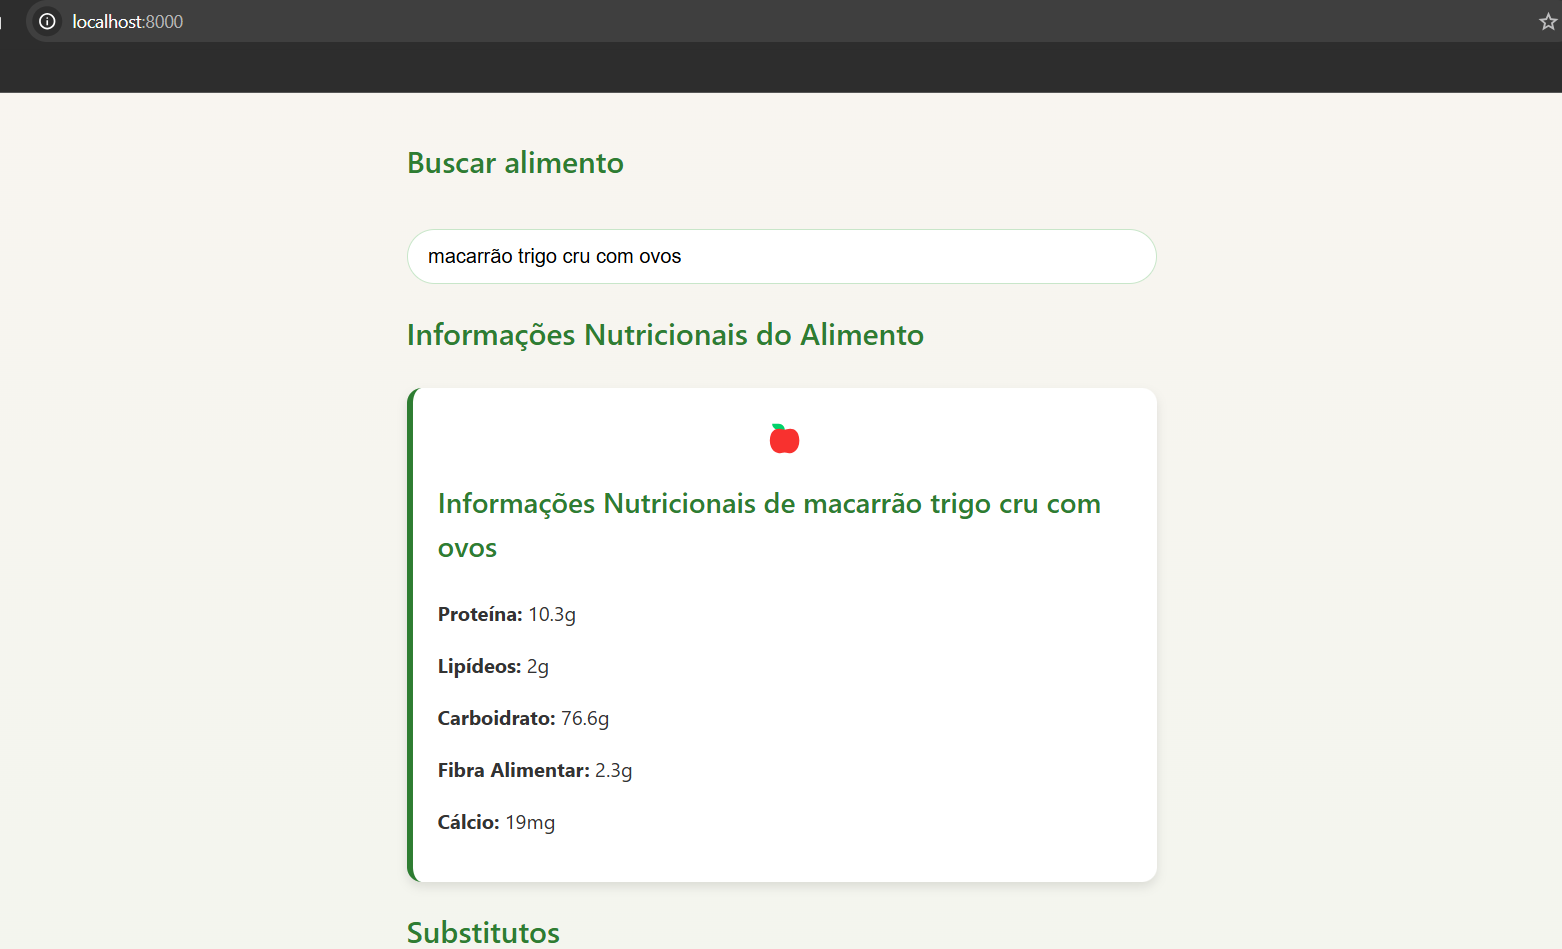 localhost:8000
Buscar alimento
macarrão trigo cru com ovos
Informações Nutricionais do Alimento
Informações Nutricionais de macarrão trigo cru com
ovos
Proteína: 10.3g
Lipídeos: 2g
Carboidrato: 76.6g
Fibra Alimentar: 2.3g
Cálcio: 19mg
Substitutos